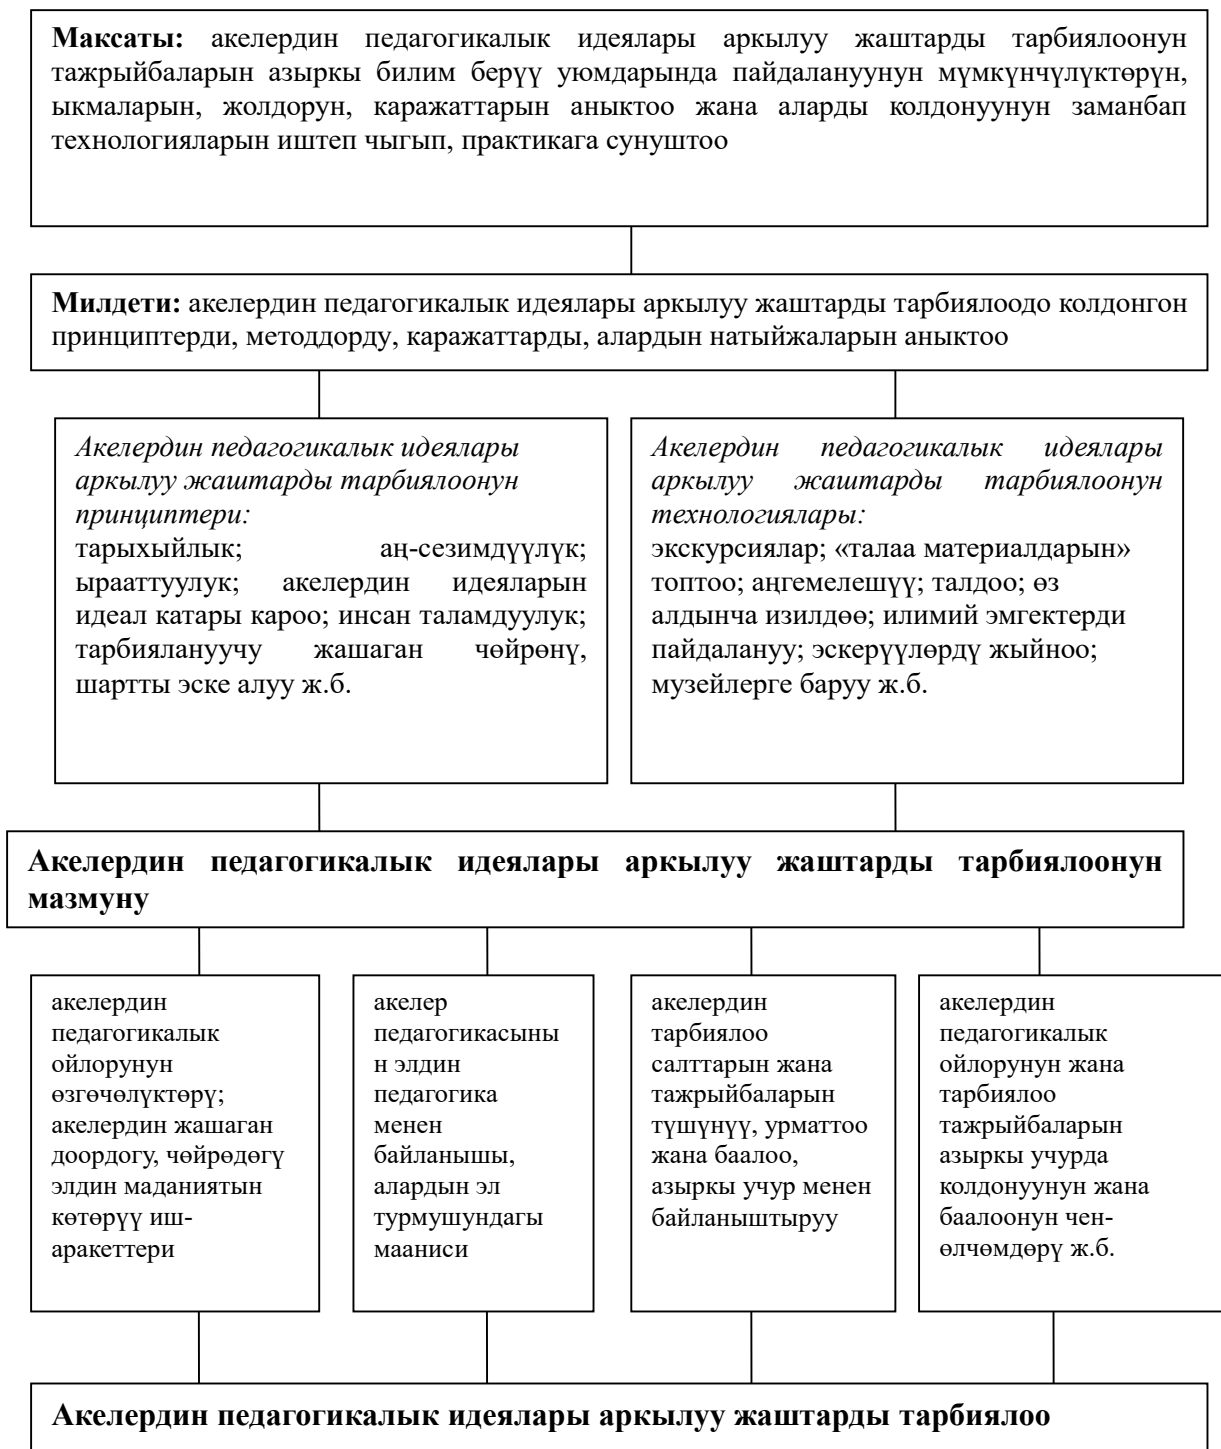 Максаты: акелердин педагогикалык идеялары аркылуу жаштарды тарбиялоонун
тажрыйбаларын азыркы билим берүү уюмдарында пайдалануунун мүмкүнчүлүктөрүн,
ыкмаларын, жолдорун, каражаттарын аныктоо жана аларды колдонуунун заманбап
технологияларын иштеп чыгып, практикага сунуштоо
Милдети: акелердин педагогикалык идеялары аркылуу жаштарды тарбиялоодо колдонгон
принциптерди, методдорду, каражаттарды, алардын натыйжаларын аныктоо
Акелердин педагогикалык идеялары
аркылуу жаштарды тарбиялоонун
принциптери:
тарыхыйлык; аң-сезимдүүлүк;
ырааттуулук; акелердин идеяларын
идеал катары кароо; инсан таламдуулук;
тарбиялануучу жашаган чөйрөнү,
шартты эске алуу ж.б.
Акелердин педагогикалык идеялары
аркылуу жаштарды тарбиялоонун
технологиялары:
экскурсиялар; «талаа материалдарын»
топтоо; аңгемелешүү; талдоо; өз
алдынча изилдөө; илимий эмгектерди
пайдалануу; эскерүүлөрдү жыйноо;
музейлерге баруу ж.б.
Акелердин педагогикалык идеялары аркылуу жаштарды тарбиялоонун
мазмуну
акелердин
педагогикалык
ойлорунун
өзгөчөлүктөрү;
акелердин жашаган
доордогу, чөйрөдөгү
элдин маданиятын
көтөрүү иш-
аракеттери
акелер
педагогикасыны
н элдин
педагогика
менен
байланышы,
алардын эл
турмушундагы
мааниси
акелердин
тарбиялоо
салттарын жана
тажрыйбаларын
түшүнүү, урматтоо
жана баалоо,
азыркы учур менен
байланыштыруу
акелердин
педагогикалык
ойлорунун жана
тарбиялоо
тажрыйбаларын
азыркы учурда
колдонуунун жана
баалоонун чен-
өлчөмдөрү ж.б.
Акелердин педагогикалык идеялары аркылуу жаштарды тарбиялоо